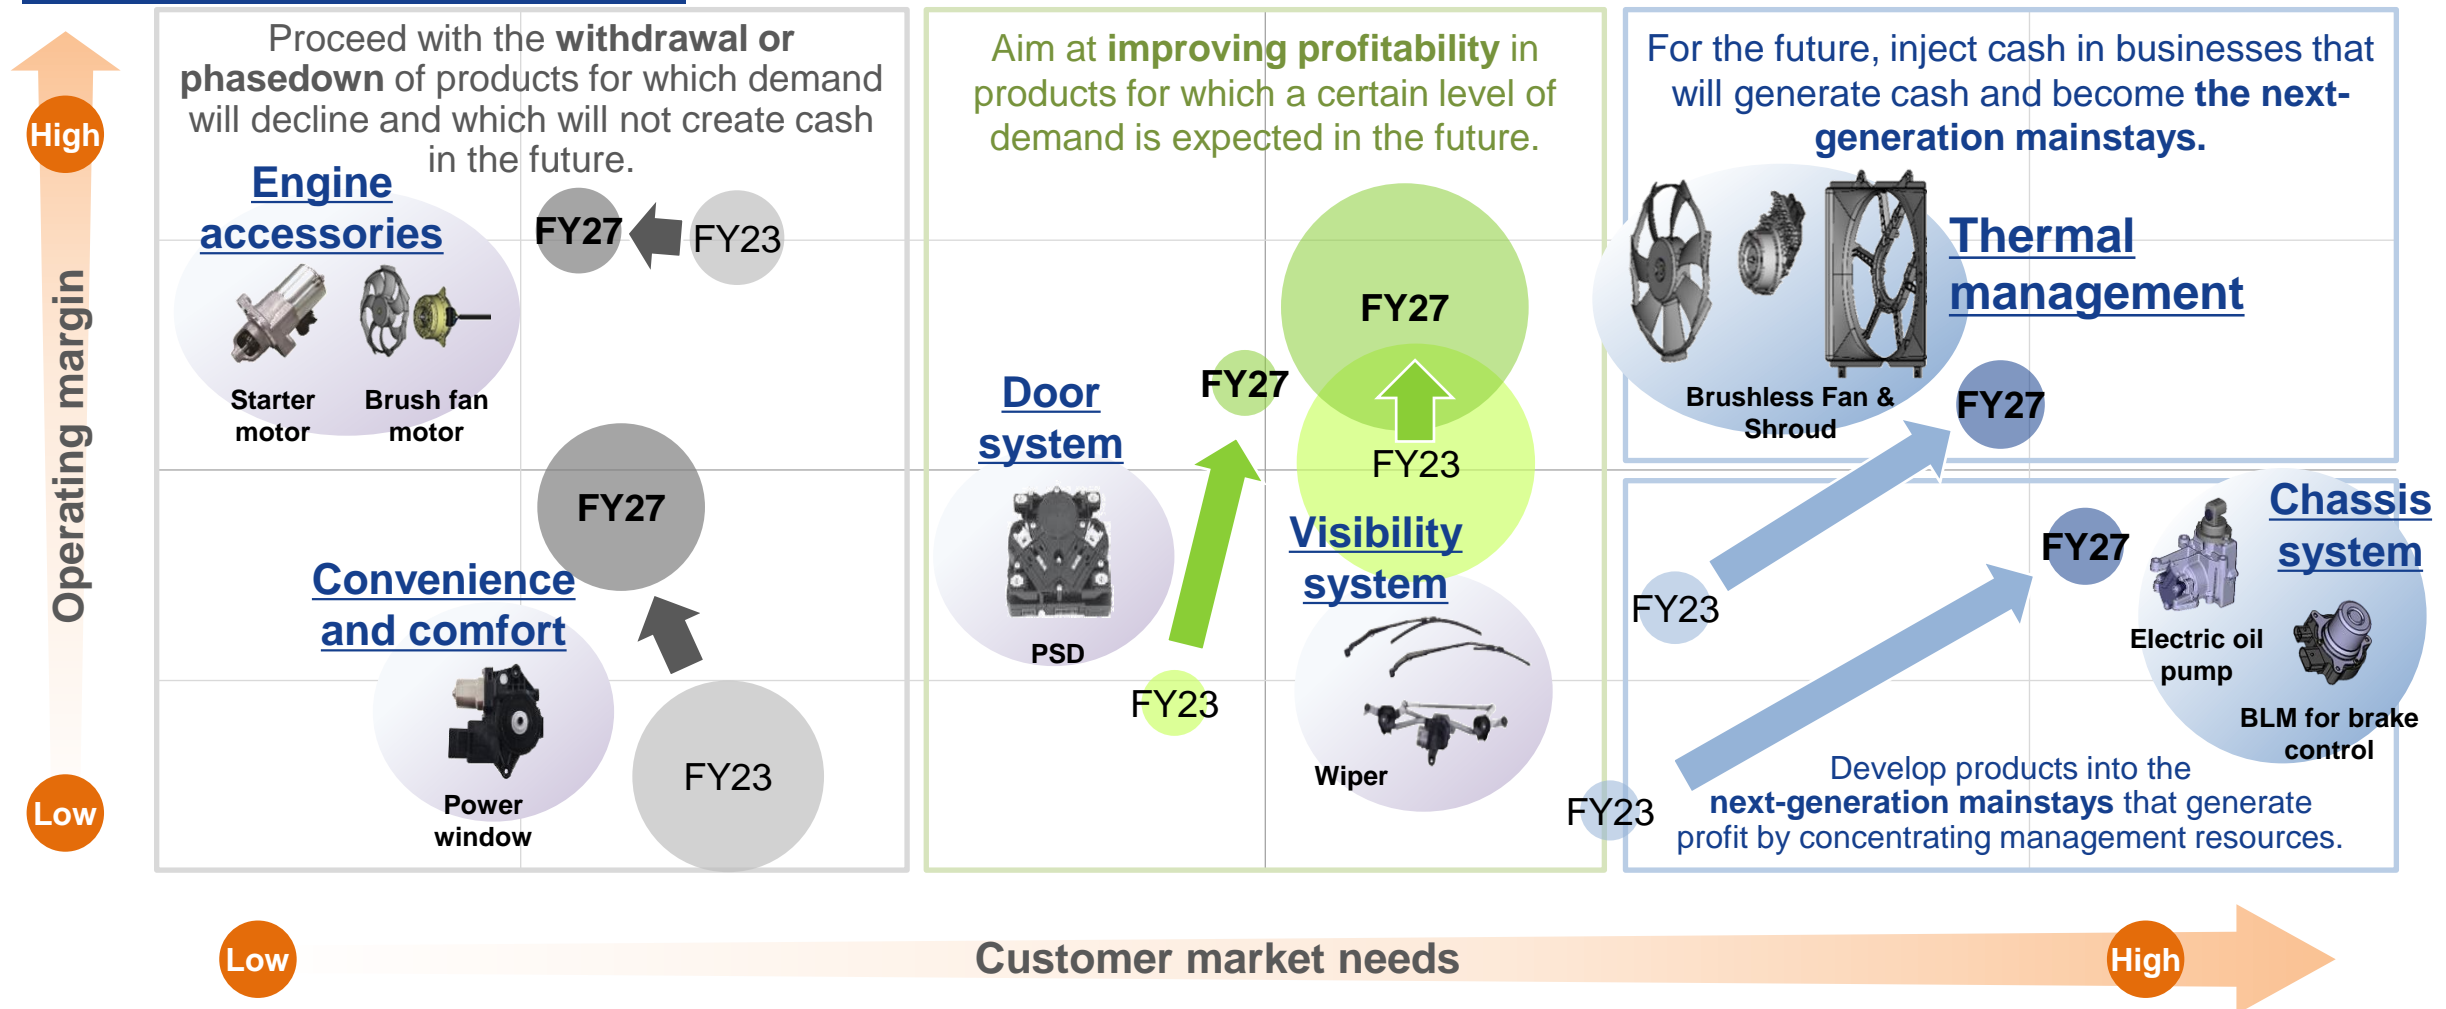 High
Operating margin
Low
Proceed with the withdrawal or
phasedown of products for which demand
will decline and which will not create cash
in the future.
Engine
accessories
Starter
motor
Brush fan
motor
FY27
FY23
Convenience
and comfort
Power
window
FY27
FY23
Aim at improving profitability in
products for which a certain level of
demand is expected in the future.
Door
system
PSD
FY27
FY23
FY27
FY23
Visibility
system
Wiper
For the future, inject cash in businesses that
will generate cash and become the next-
generation mainstays.
Thermal
management
Brushless Fan &
Shroud
FY27
FY23
Chassis
system
FY27
FY23
Electric oil
pump
BLM for brake
control
Develop products into the
next-generation mainstays that generate
profit by concentrating management resources.
Low
Customer market needs
High